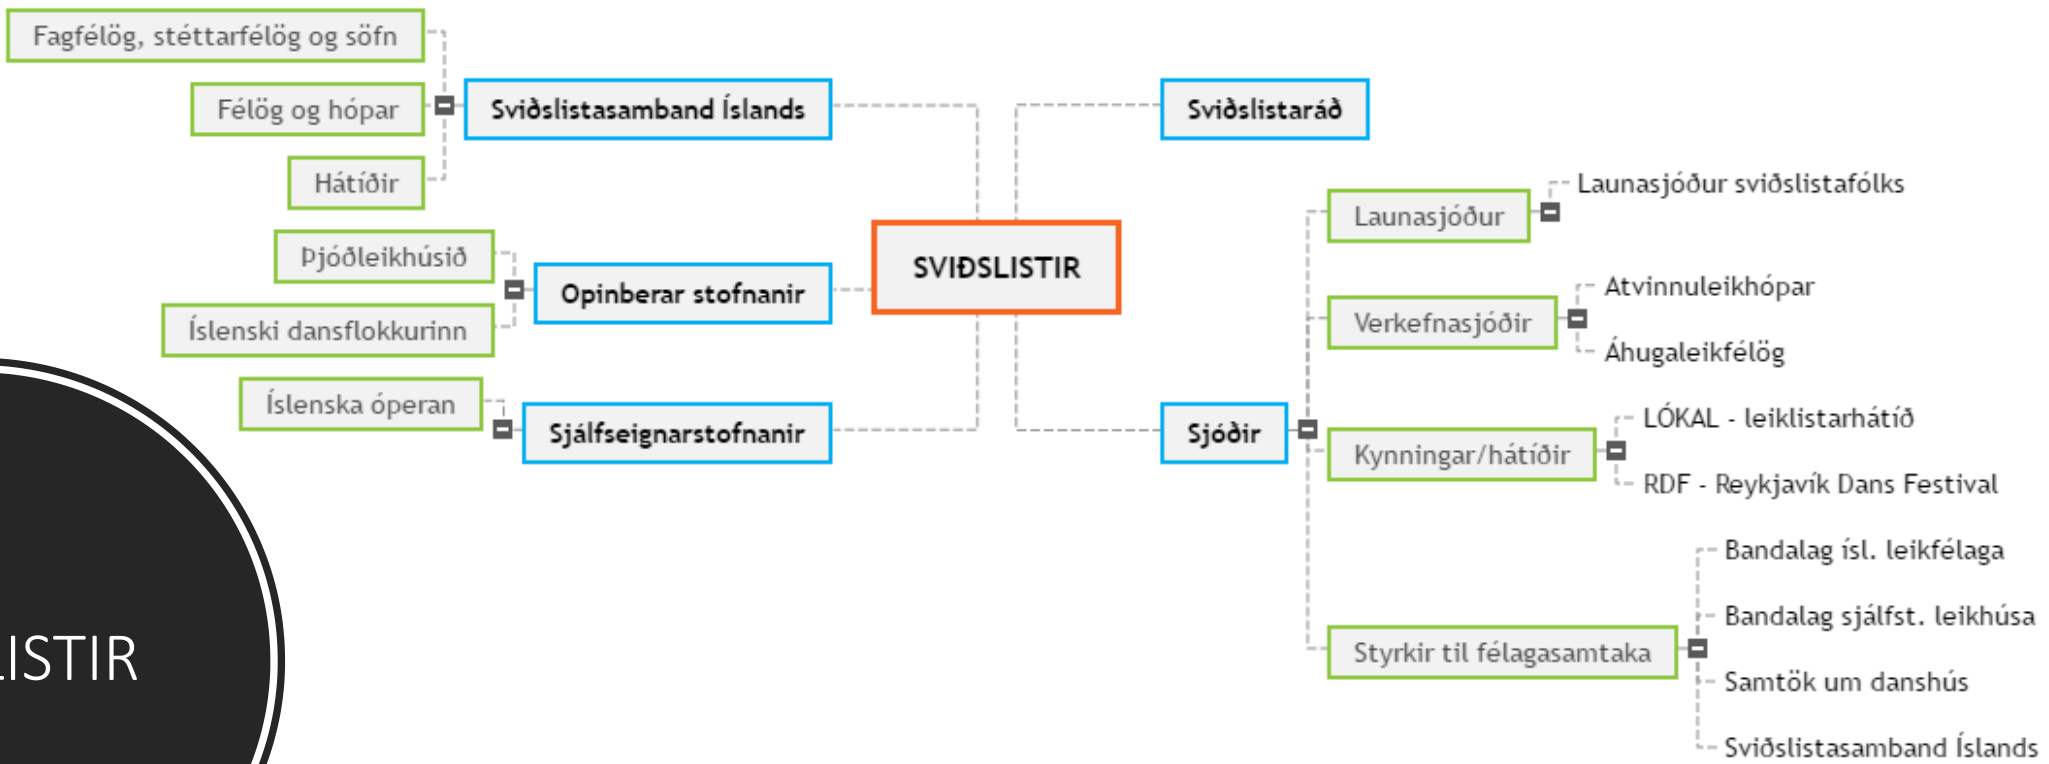 Fagfélög, stéttarfélög og söfn
Félög og hópar
Hátíðir
Sviðslistasamband Íslands
Þjóðleikhúsið
Íslenski dansflokkurinn
Opinberar stofnanir
Íslenska óperan
Sjálfseignarstofnanir
SVIÐSLISTIR
Sviðslistaráð
Sjóðir
Launasjóður
Launasjóður sviðslistafólks
Verkefnasjóðir
Atvinnuleikhópar
Áhugaleikfélög
Kynningar/hátíðir
LÓKAL - leiklistarhátíð
RDF - Reykjavík Dans Festival
Styrkir til félagasamtaka
Bandalag ísl. leikfélaga
Bandalag sjálfst. leikhúsa
Samtök um danshús
Sviðslistasamband Íslands
LISTIR